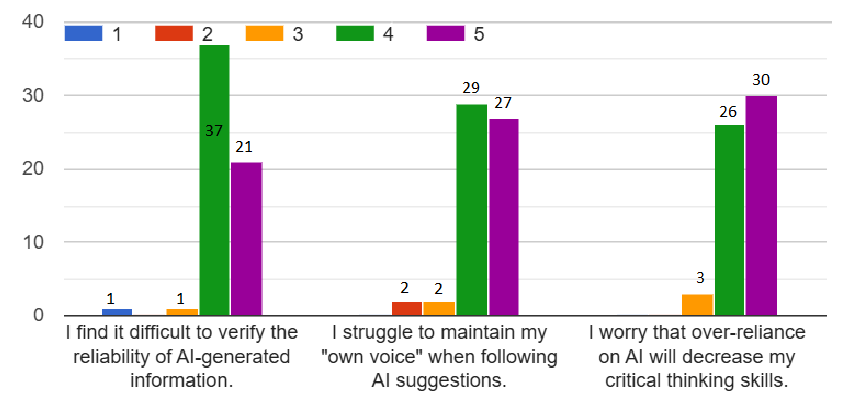 40
1 2 3 4 5
30
20
10
0
37
21
1
1
29
27
2
2
30
26
3
I find it difficult to verify the
reliability of AI-generated
information.
I struggle to maintain my
"own voice" when following
AI suggestions.
I worry that over-reliance
on AI will decrease my
critical thinking skills.